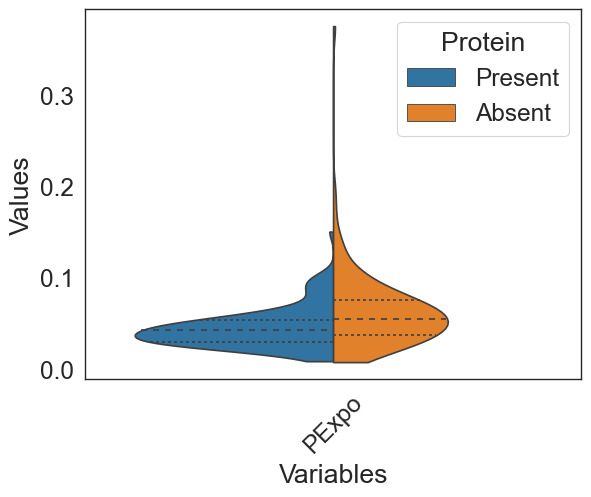 Protein
Present
Absent
Values
0.3
0.2
0.1
0.0
PExpo
Variables